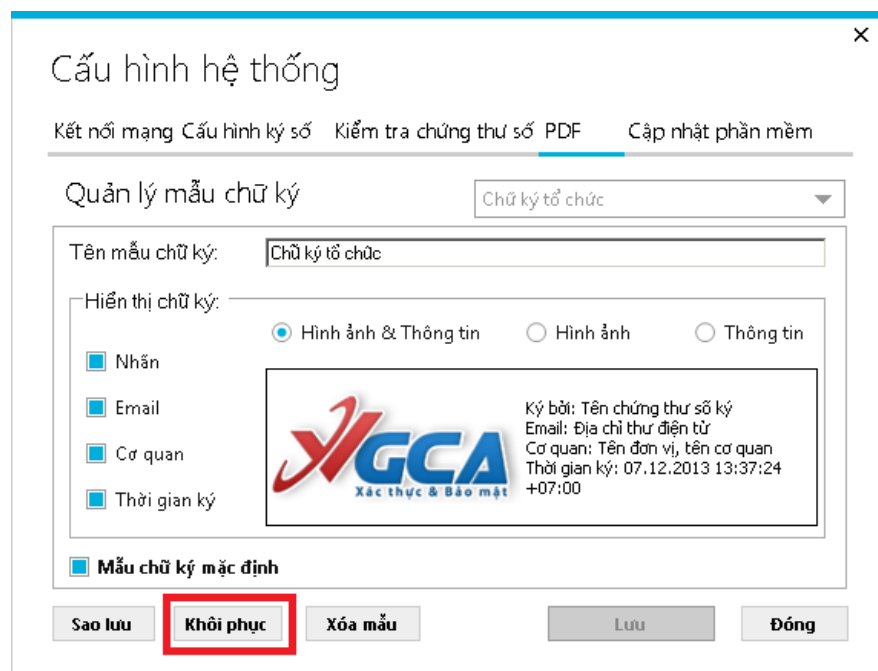 Cấu hình hệ thống
Kết nối mạng Cấu hình ký số Kiểm tra chứng thư số PDF Cập nhật phần mềm
Quản lý mẫu chữ ký
Chữ ký tổ chức
Tên mẫu chữ ký:
Chữ ký tổ chức
Hiển thị chữ ký:
Hình ảnh & Thông tin Hình ảnh Thông tin
Nhãn
Email
Cơ quan
Thời gian ký
GCA
Xác thực & Bảo mật
Ký bởi: Tên chứng thư số ký
Email: Địa chỉ thư điện tử
Cơ quan: Tên đơn vị, tên cơ quan
Thời gian ký: 07.12.2013 13:37:24
+07:00
Mẫu chữ ký mặc định
Sao lưu Khôi phục Xóa mẫu Lưu Đóng